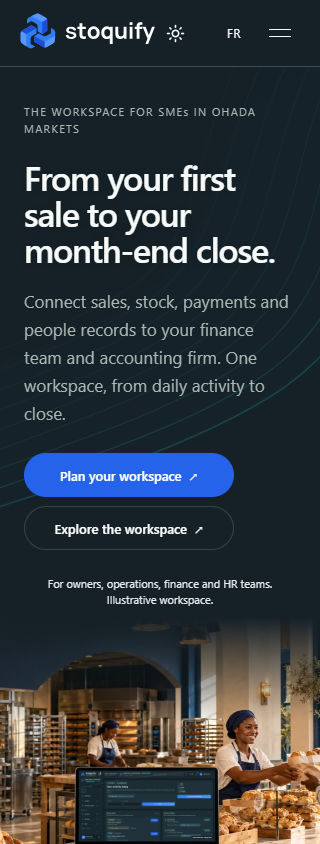 stoquify
FR
THE WORKSPACE FOR SMEs IN OHADA
MARKETS
From your first
sale to your
month-end close.
Connect sales, stock, payments and
people records to your finance
team and accounting firm. One
workspace, from daily activity to
close.
Plan your workspace ↗
Explore the workspace ↗
For owners, operations, finance and HR teams.
Illustrative workspace.